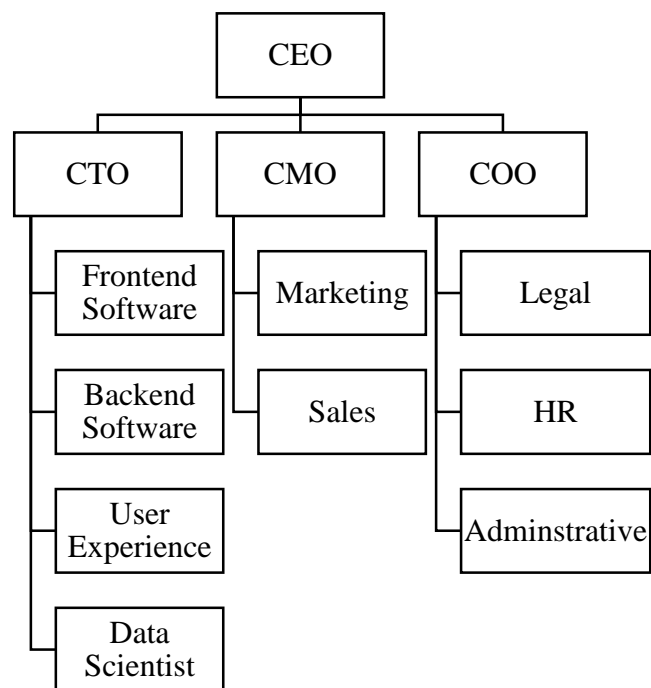 CEO
CTO
CMO
COO
Frontend
Software
Marketing
Legal
Backend
Software
Sales
HR
User
Experience
Adminstrative
Data
Scientist